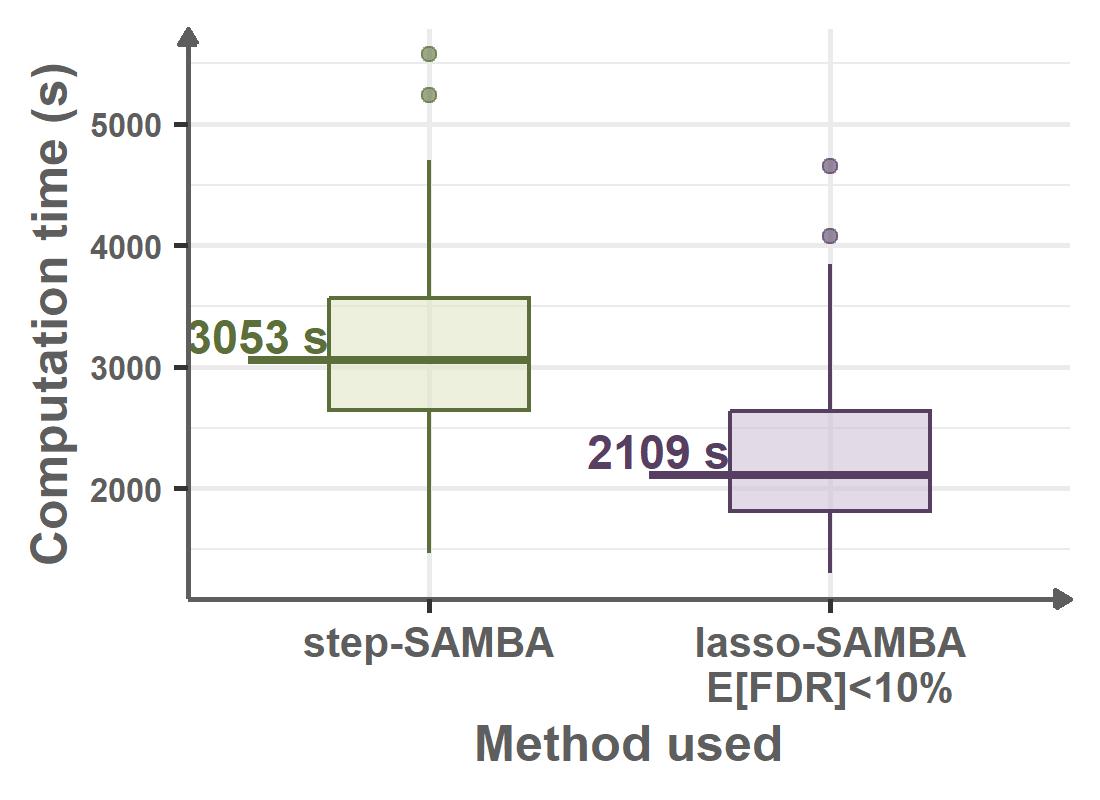 Computation time (s)
5000
4000
3000
2000
3053 s
2109 s
step-SAMBA
lasso-SAMBA
E[FDR]<10%
Method used